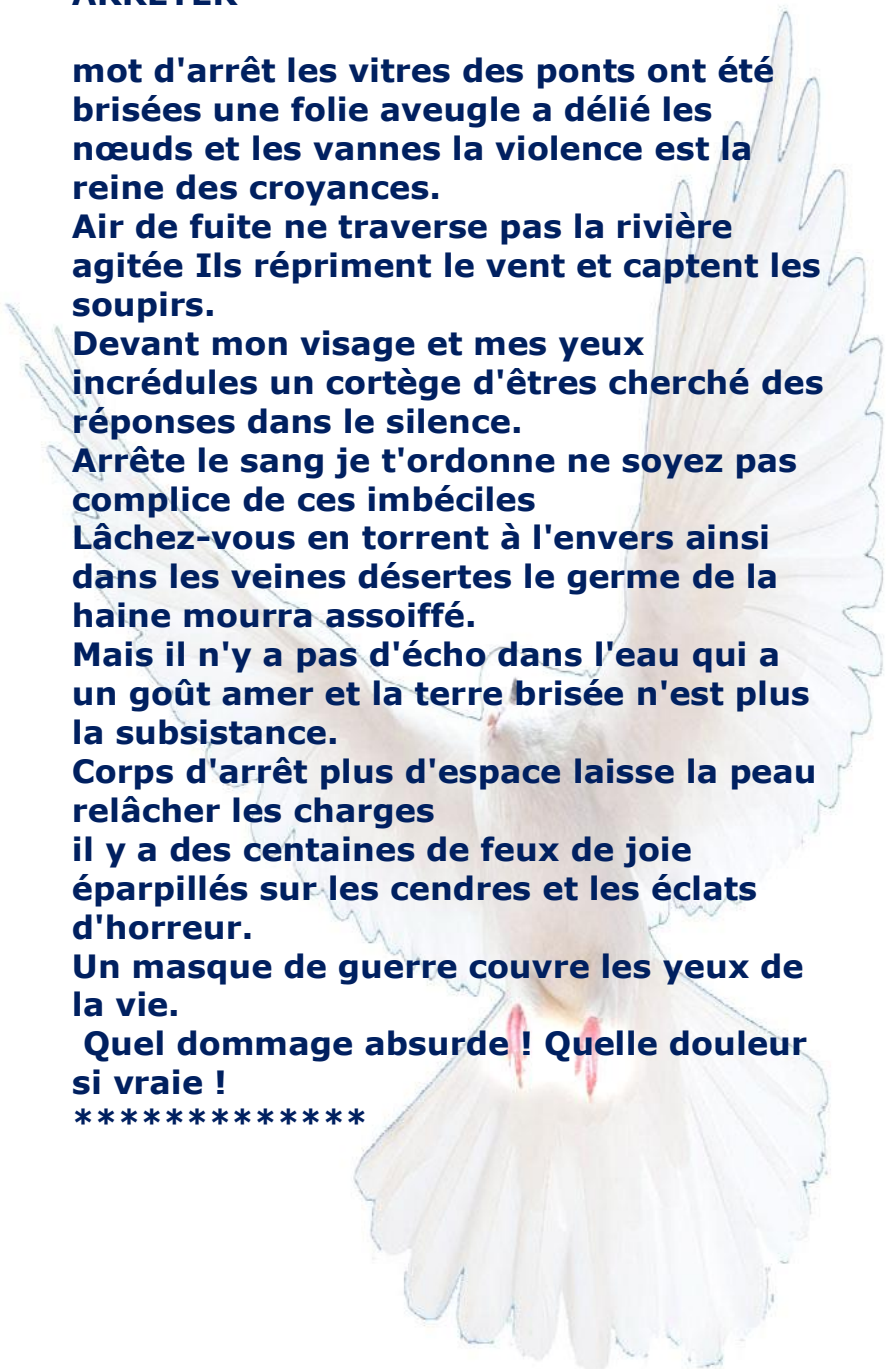 mot d'arrêt les vitres des ponts ont été
brisées une folie aveugle a délié les
nœuds et les vannes la violence est la
reine des croyances.
Air de fuite ne traverse pas la rivière
agitée Ils répriment le vent et captent les
soupirs.
Devant mon visage et mes yeux
incrédules un cortège d'êtres cherché des
réponses dans le silence.
Arrête le sang je t'ordonne ne soyez pas
complice de ces imbéciles
Lâchez-vous en torrent à l'envers ainsi
dans les veines désertes le germe de la
haine mourra assoiffé.
Mais il n'y a pas d'écho dans l'eau qui a
un goût amer et la terre brisée n'est plus
la subsistance.
Corps d'arrêt plus d'espace laisse la peau
relâcher les charges
il y a des centaines de feux de joie
éparpillés sur les cendres et les éclats
d'horreur.
Un masque de guerre couvre les yeux de
la vie.
Quel dommage absurde ! Quelle douleur
si vraie !
*************